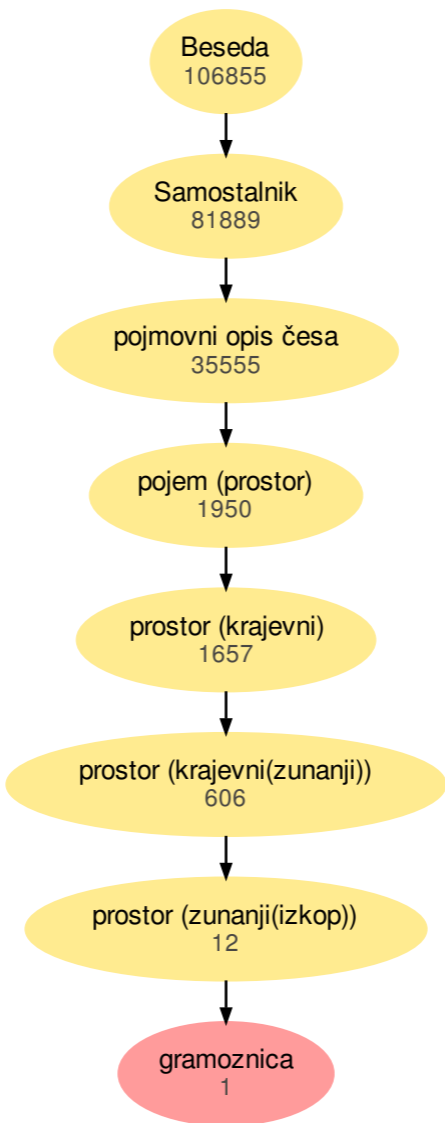 Beseda
106855
Samostalnik
81889
pojmovni opis česa
35555
pojem (prostor)
1950
prostor (krajevni)
1657
prostor (krajevni(zunanji))
606
prostor (zunanji(izkop))
12
gramoznica
1